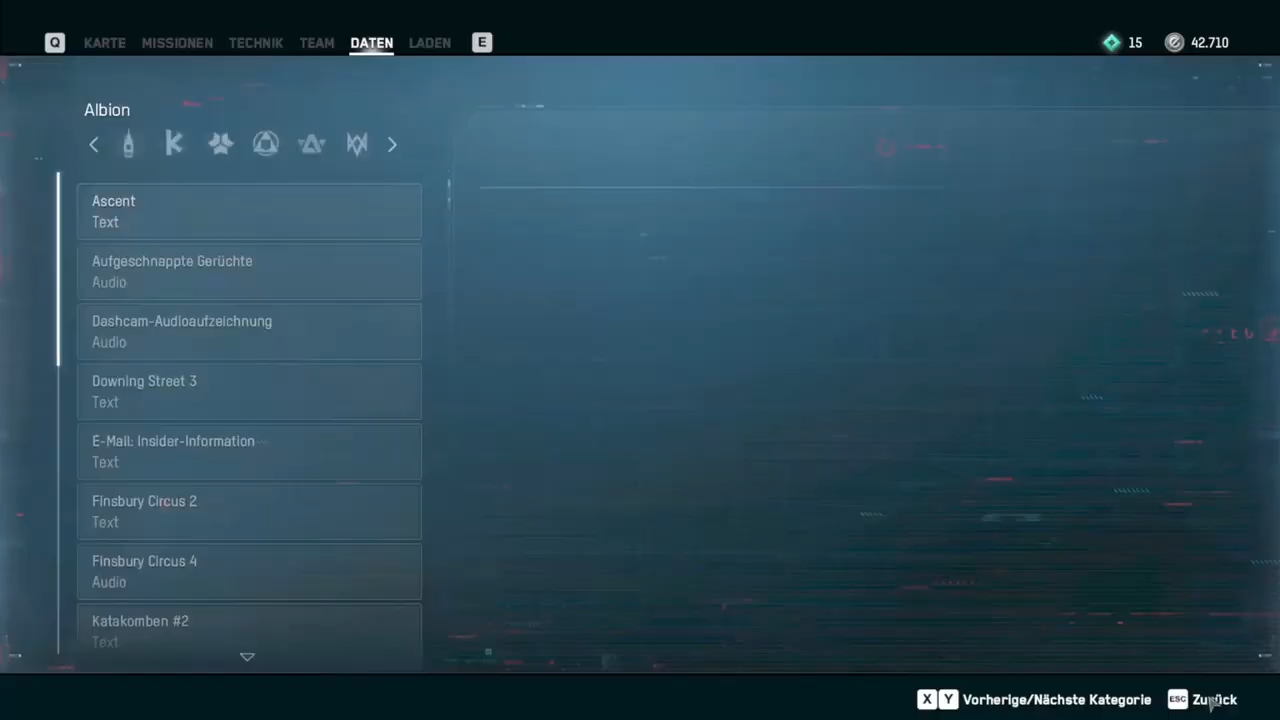 Q KARTE MISSIONEN TECHNIK TEAM DATEN LADEN E 15 42.710
Albion
Ascent
Text
Aufgeschnappte Gerüchte
Audio
Dashcam-Audioaufzeichnung
Audio
Downing Street 3
Text
E-Mail: Insider-Information
Text
Finsbury Circus 2
Text
Finsbury Circus 4
Audio
Katakomben #2
Text
X Y Vorherige/Nächste Kategorie ESC Zurück